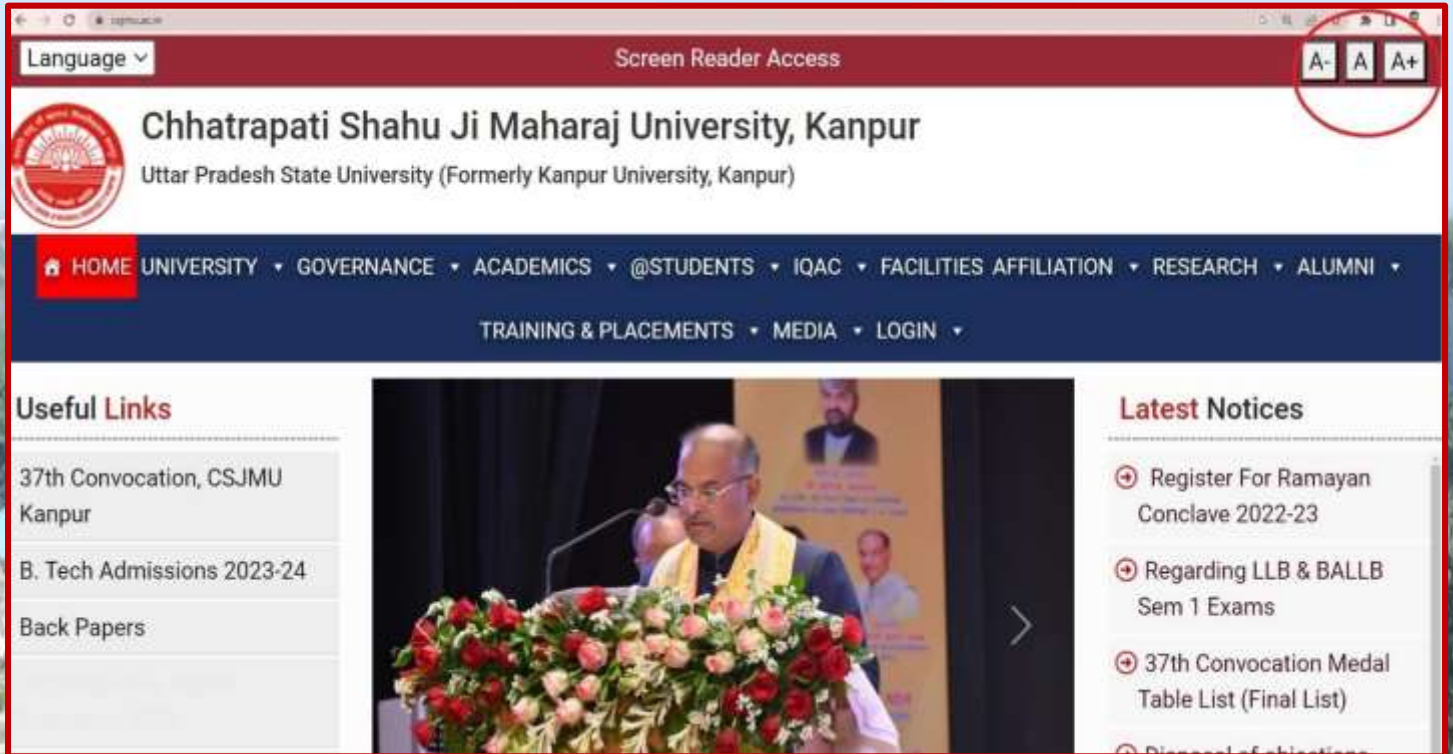 Language
Screen Reader Access
A- A A+
Chhatrapati Shahu Ji Maharaj University, Kanpur
Uttar Pradesh State University (Formerly Kanpur University, Kanpur)
HOME UNIVERSITY GOVERNANCE ACADEMICS @STUDENTS IQAC FACILITIES AFFILIATION RESEARCH ALUMNI
TRAINING & PLACEMENTS MEDIA LOGIN
Useful Links
37th Convocation, CSJMU
Kanpur
B. Tech Admissions 2023-24
Back Papers
Latest Notices
Register For Ramayan
Conclave 2022-23
Regarding LLB & BALLB
Sem 1 Exams
37th Convocation Medal
Table List (Final List)